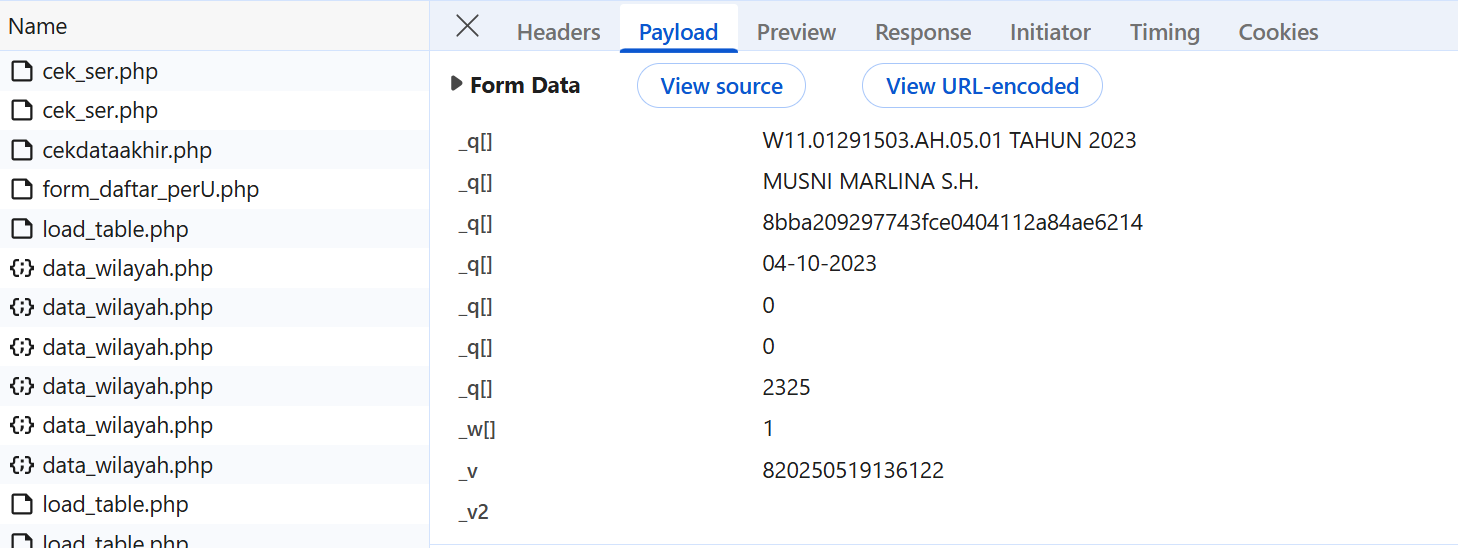 Name
cek_ser.php
cek_ser.php
cekdataakhir.php
form_daftar_perU.php
load_table.php
data_wilayah.php
data_wilayah.php
data_wilayah.php
data_wilayah.php
data_wilayah.php
data_wilayah.php
load_table.php
load_table.php
Headers Payload Preview Response Initiator Timing Cookies
Form Data View source View URL-encoded
_q[] W11.01291503.AH.05.01 TAHUN 2023
_q[] MUSNI MARLINA S.H.
_q[] 8bba209297743fce0404112a84ae6214
_q[] 04-10-2023
_q[] 0
_q[] 0
_q[] 2325
_w[] 1
_v 820250519136122
_v2